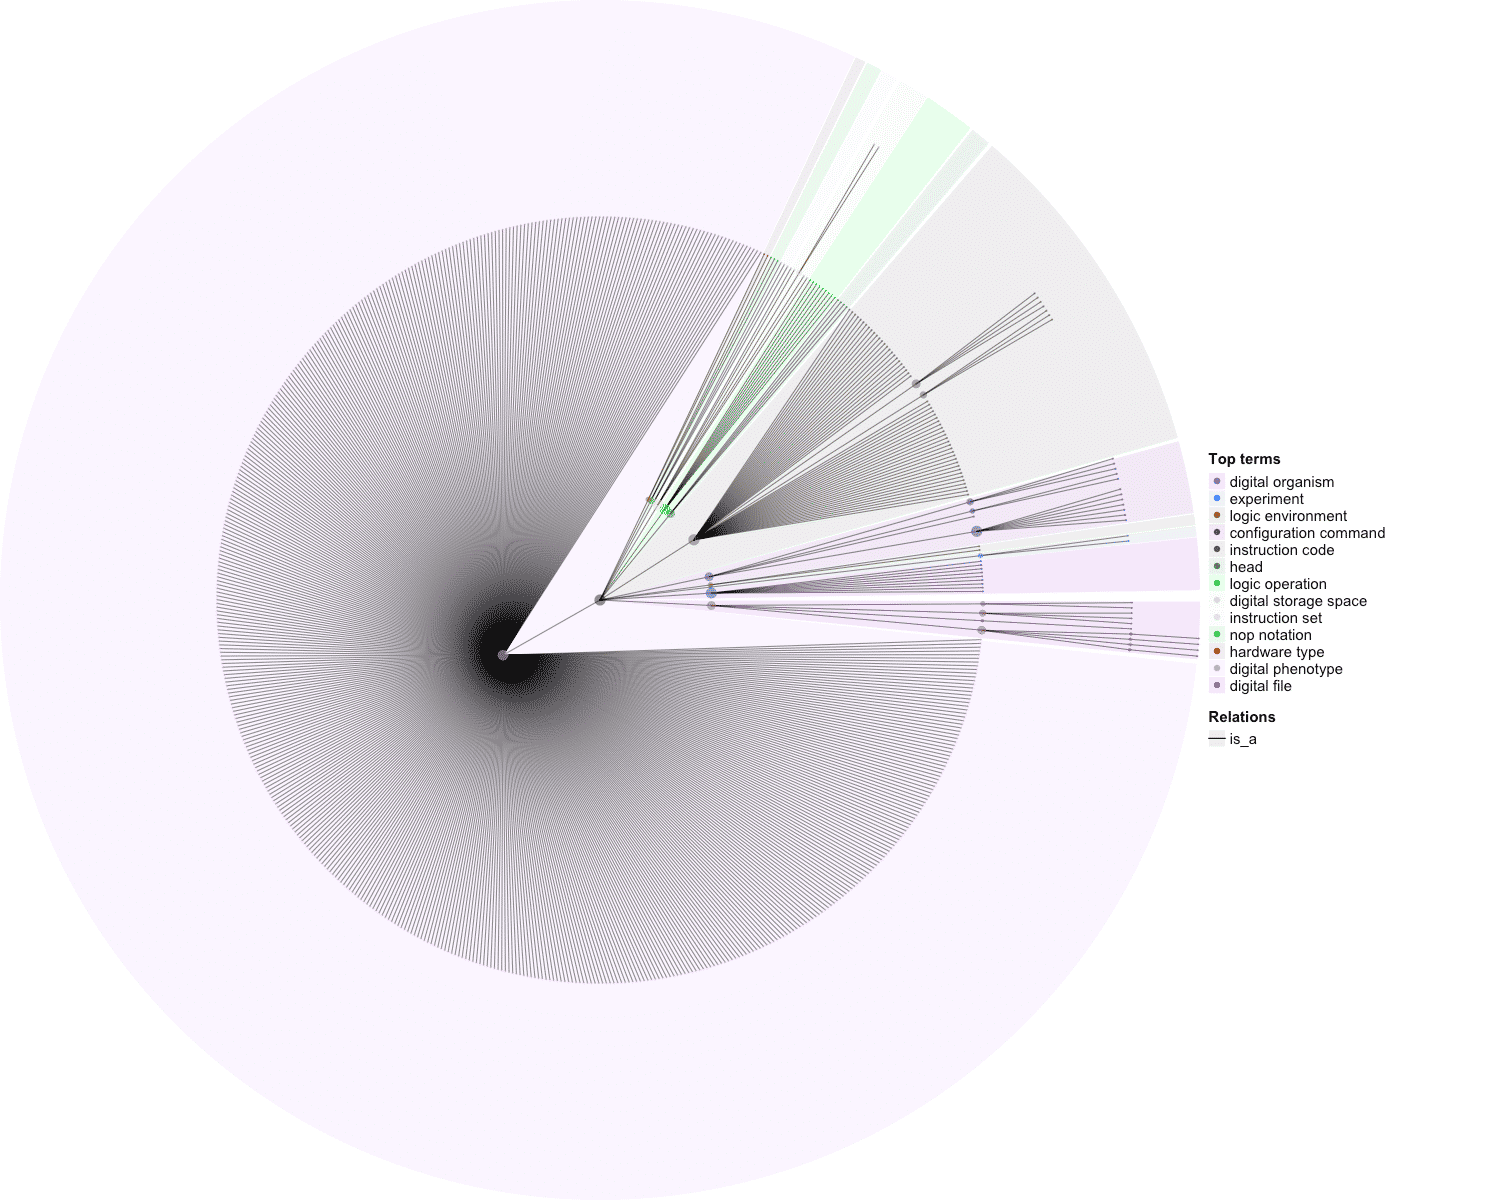 Top terms
digital organism
experiment
logic environment
configuration command
instruction code
head
logic operation
digital storage space
instruction set
nop notation
hardware type
digital phenotype
digital file
Relations
is_a